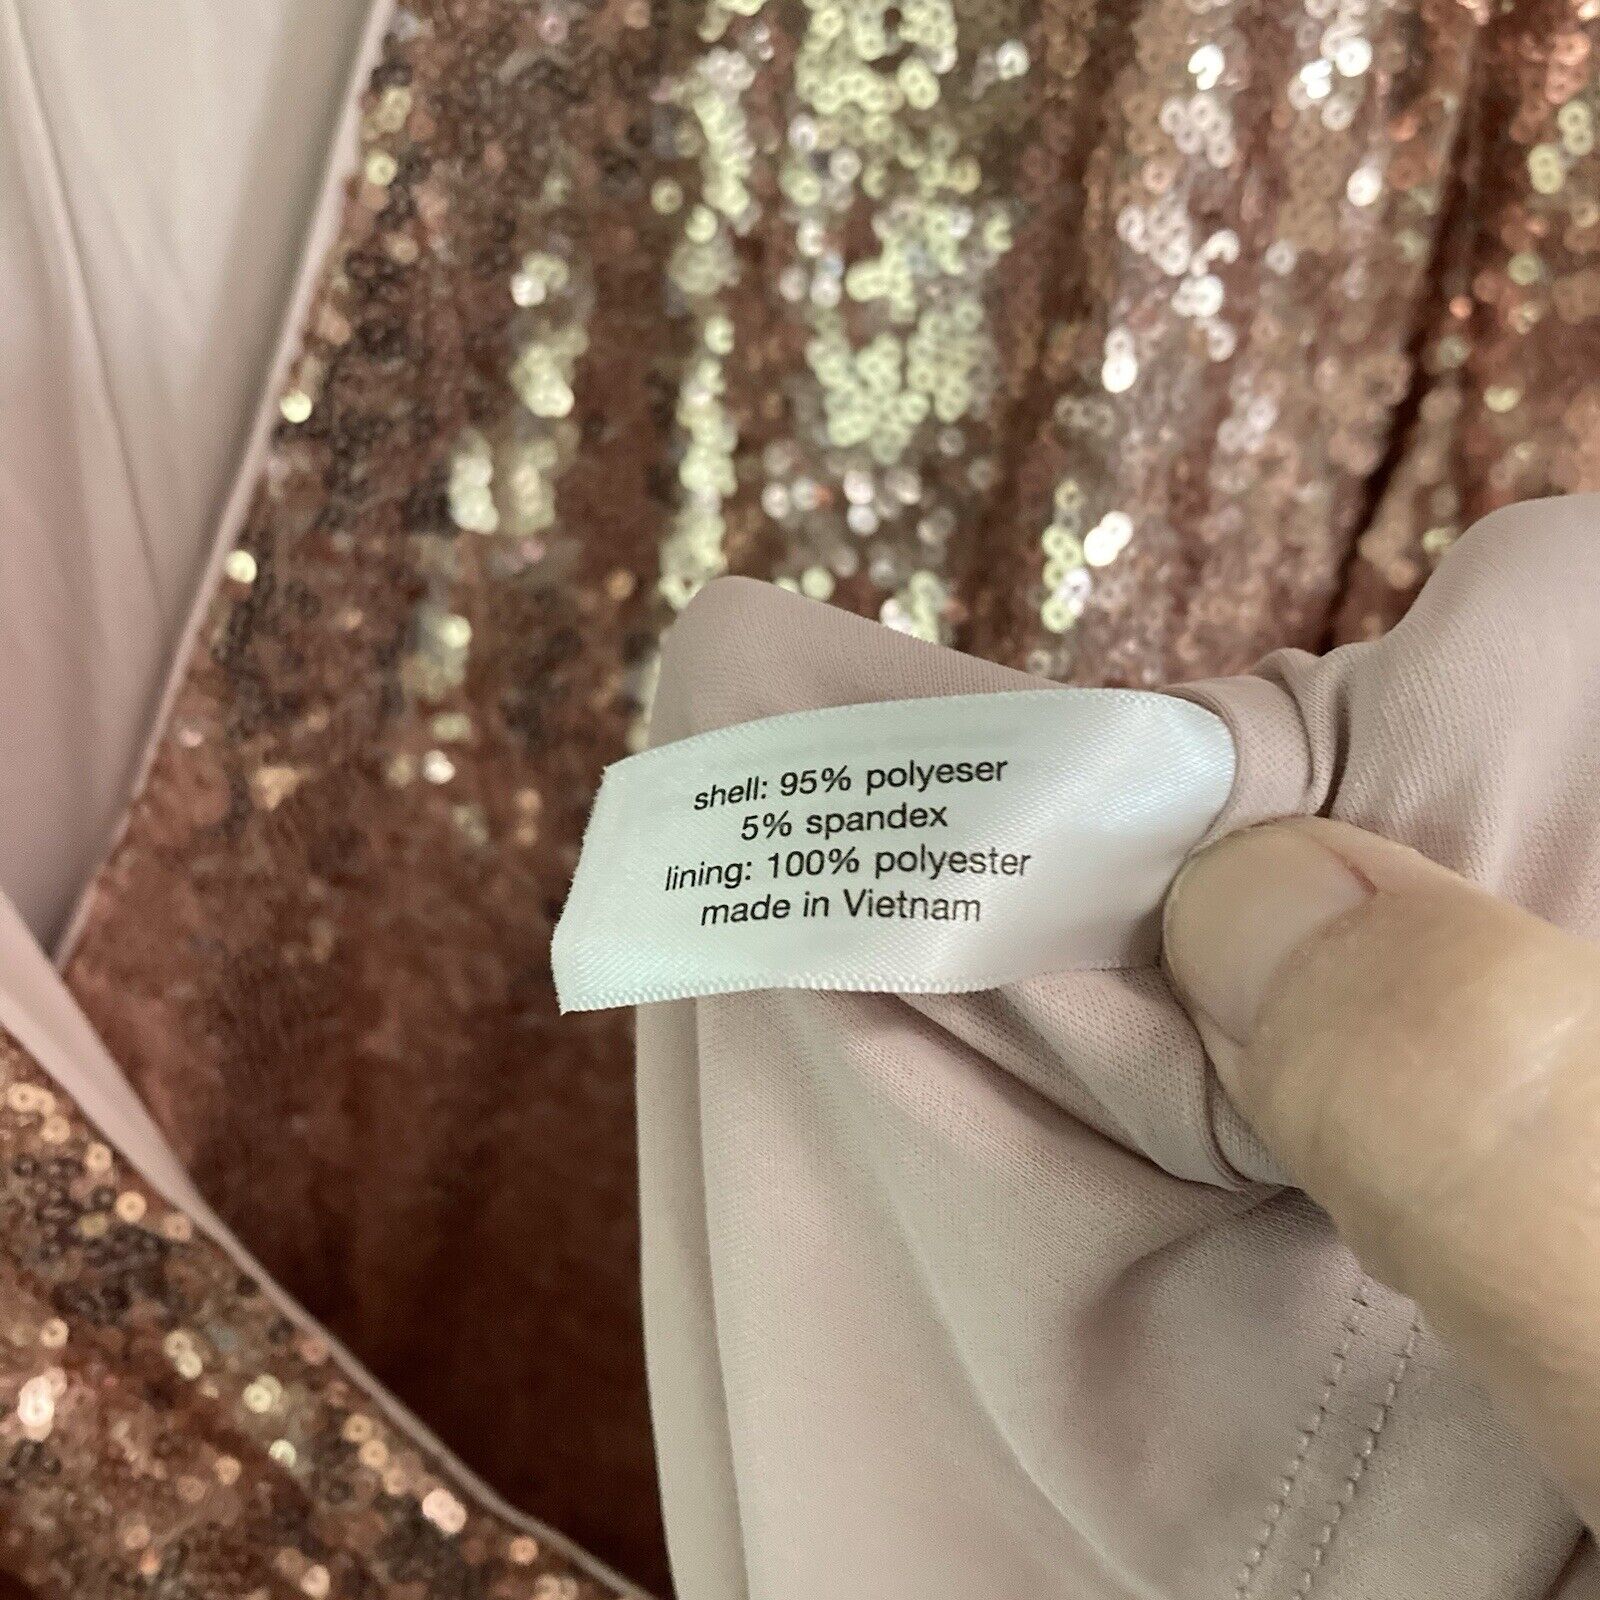 shell: 95% polyeser
5% spandex
lining: 100% polyester
made in Vietnam